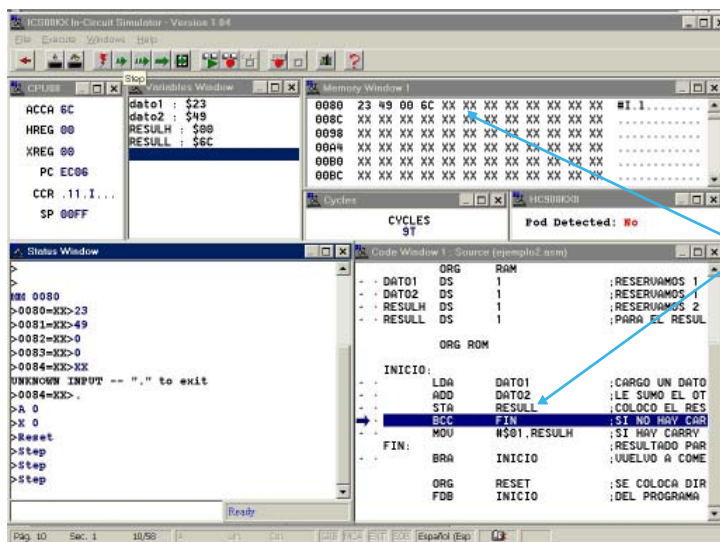 ICS08KX In-Circuit Simulator - Version 1.04
File Execute Windows Help
Step
CPU08
ACCA 6C
HREG 00
XREG 00
PC EC06
CCR .11.I...
SP 00FF
Variables Window
dato1 : $23
dato2 : $49
RESULH : $00
RESULL : $6C
Memory Window 1
0080 23 49 00 6C XX XX XX XX XX XX XX XX #I.l........
008C XX XX XX XX XX XX XX XX XX XX XX XX ............
0098 XX XX XX XX XX XX XX XX XX XX XX XX ............
00A4 XX XX XX XX XX XX XX XX XX XX XX XX ............
00B0 XX XX XX XX XX XX XX XX XX XX XX XX ............
00BC XX XX XX XX XX XX XX XX XX XX XX XX ............
Cycles
CYCLES
9T
Pod Detected: No
Status Window
>
>
MM 0080
>0080=XX>23
>0081=XX>49
>0082=XX>0
>0083=XX>0
>0084=XX>XX
UNKNOWN INPUT -- "." to exit
>0084=XX>.
>A 0
>X 0
>Reset
>Step
>Step
>Step
Ready
Code Window 1 : Source (ejemplo2.asm)
ORG RAM
DATO1 DS 1 ;RESERVAMOS 1
DATO2 DS 1 ;RESERVAMOS 1
RESULH DS 1 ;RESERVAMOS 2
RESULL DS 1 ;PARA EL RESUL
ORG ROM
INICIO:
LDA DATO1 ;CARGO UN DATO
ADD DATO2 ;LE SUMO EL OT
STA RESULL ;COLOCO EL RES
BCC FIN ;SI NO HAY CAR
MOV #$01,RESULH ;SI HAY CARRY
FIN: ;RESULTADO PAR
BRA INICIO ;VUELVO A COME
ORG RESET ;SE COLOCA DIR
FDB INICIO ;DEL PROGRAMA
Pág. 10 Sec. 1 10/58 Español (Esp